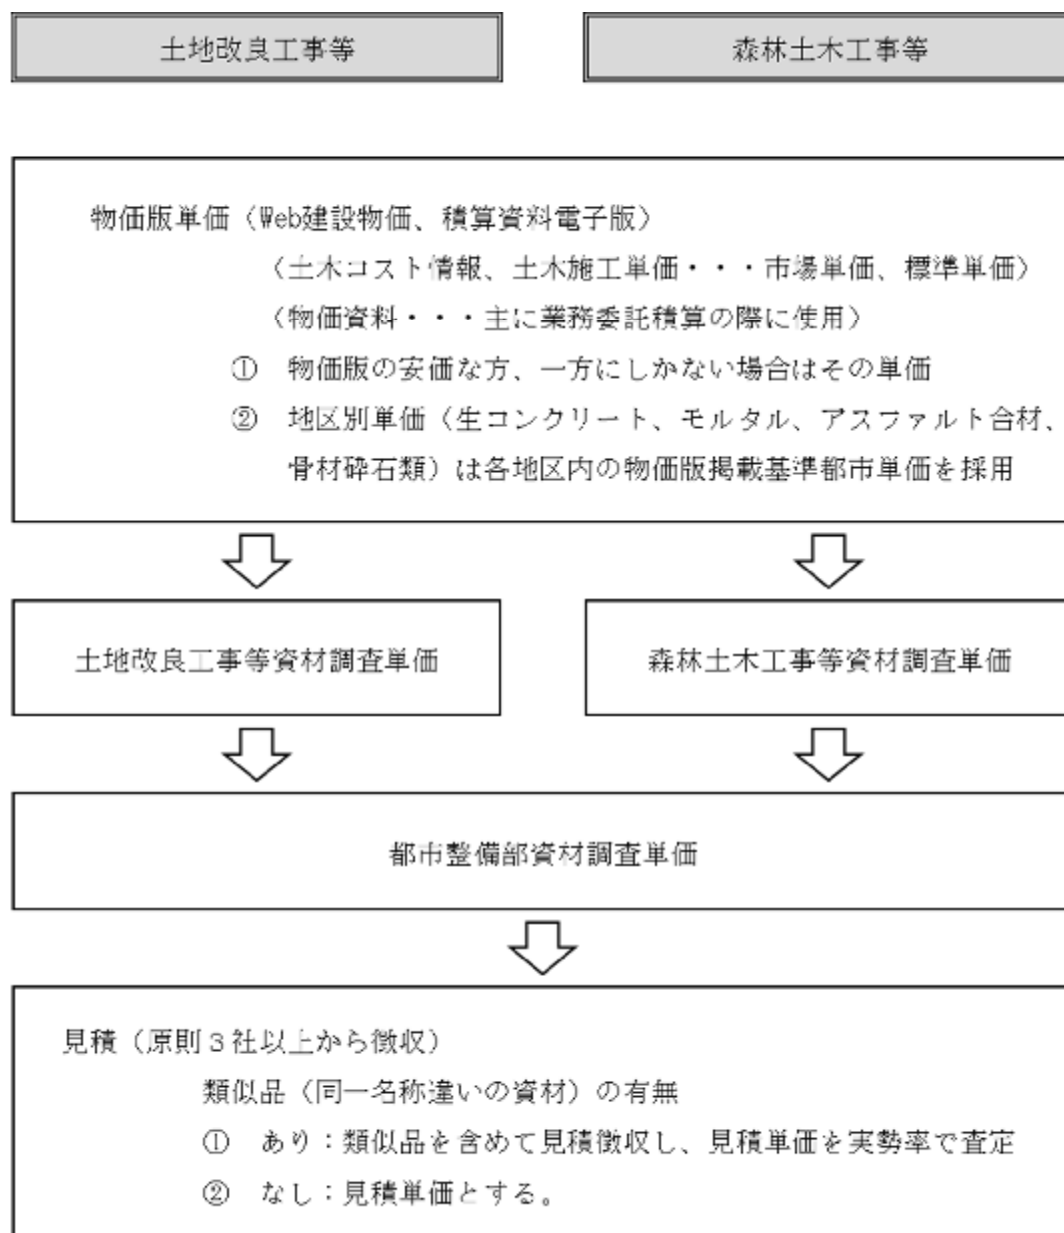 土地改良工事等
森林土木工事等
物価版単価（Web建設物価、積算資料電子版）
（土木コスト情報、土木施工単価・・・市場単価、標準単価）
（物価資料・・・主に業務委託積算の際に使用）
① 物価版の安価な方、一方にしかない場合はその単価
② 地区別単価（生コンクリート、モルタル、アスファルト合材、
骨材砕石類）は各地区内の物価版掲載基準都市単価を採用
土地改良工事等資材調査単価
森林土木工事等資材調査単価
都市整備部資材調査単価
見積（原則３社以上から徴収）
類似品（同一名称違いの資材）の有無
① あり：類似品を含めて見積徴収し、見積単価を実勢率で査定
② なし：見積単価とする。